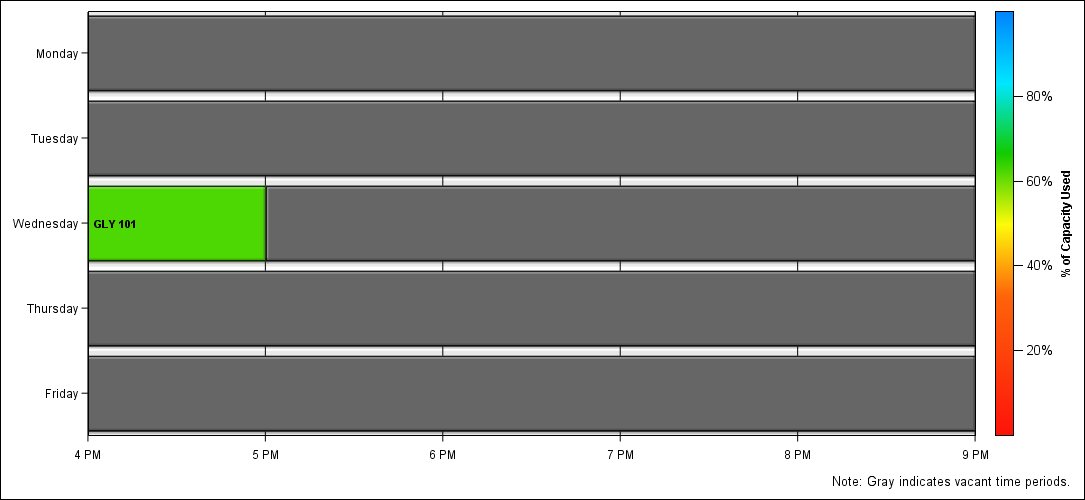 Monday
Tuesday
Wednesday
Thursday
Friday
GLY 101
4 PM
5 PM
6 PM
7 PM
8 PM
9 PM
80%
60%
40%
20%
% of Capacity Used
Note: Gray indicates vacant time periods.